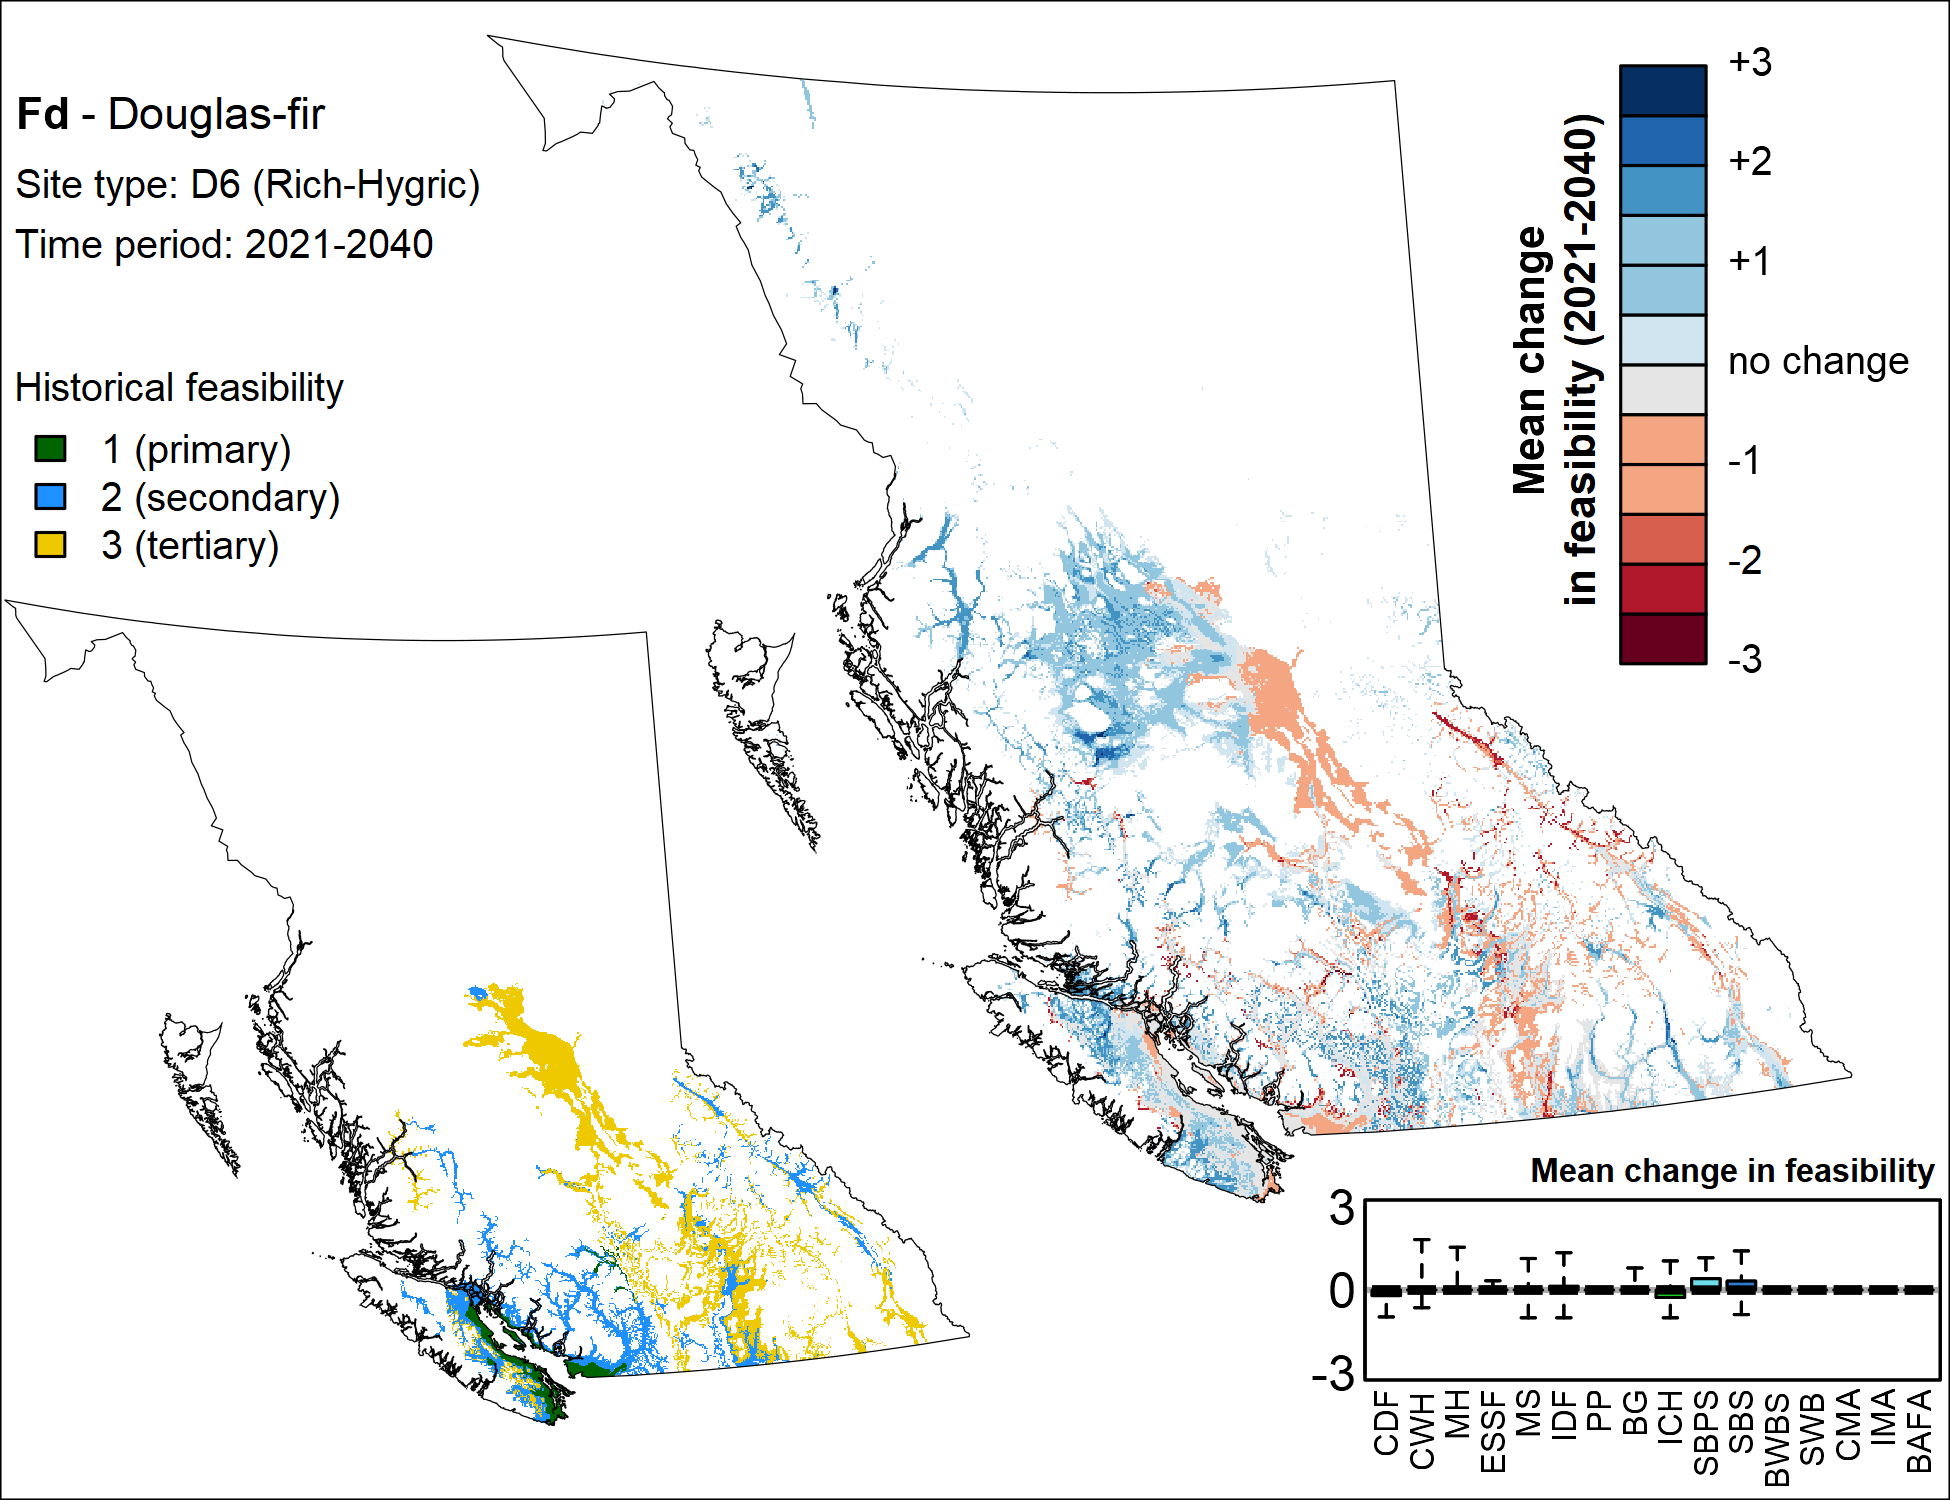 Fd - Douglas-fir
Site type: D6 (Rich-Hygric)
Time period: 2021-2040
Historical feasibility
1 (primary)
2 (secondary)
3 (tertiary)
Mean change
in feasibility (2021-2040)
+3
+2
+1
no change
-1
-2
-3
Mean change in feasibility
3
0
-3
CDF
CWH
MH
ESSF
MS
IDF
PP
BG
ICH
SBPS
SBS
BWBS
SWB
CMA
IMA
BAFA